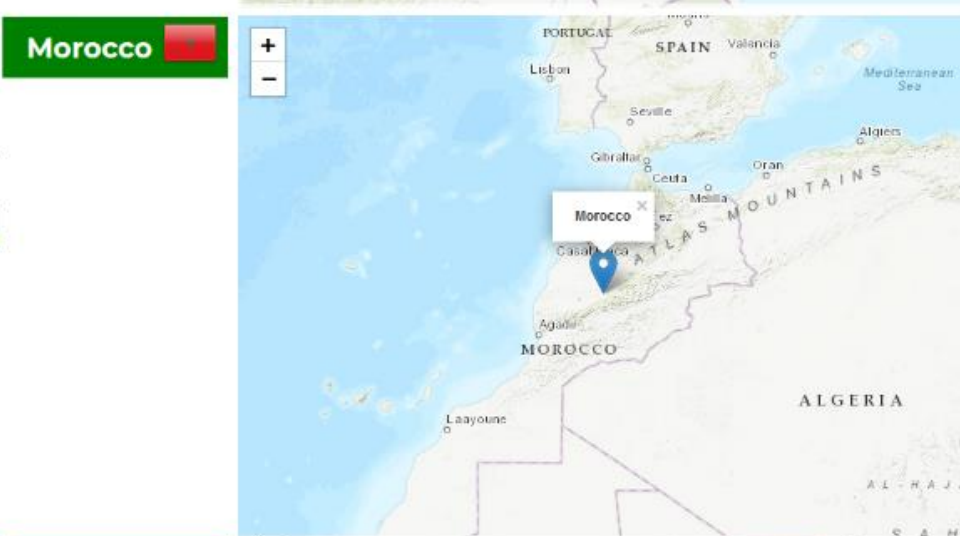 Morocco
+
−
PORTUGAL
SPAIN
Valencia
Lisbon
Mediterranean
Sea
Seville
Algiers
Gibraltar
Oran
Ceuta
Melilla
ATLAS MOUNTAINS
Morocco
×
ez
Agadir
MOROCCO
ALGERIA
Laayoune